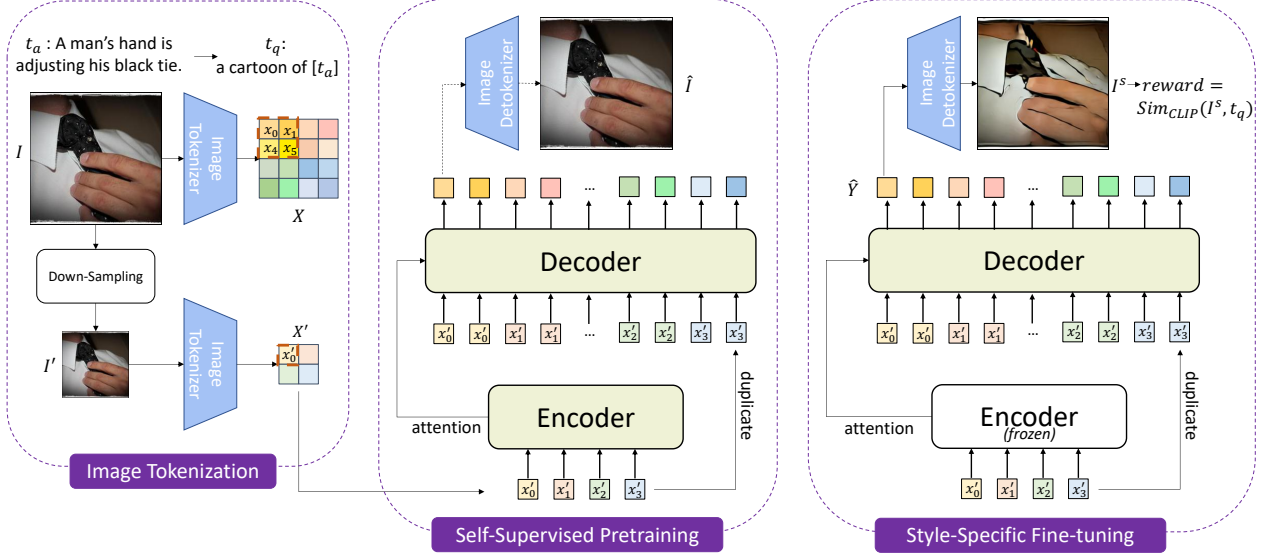 t_a : A man's hand is
adjusting his black tie.
t_q:
a cartoon of [t_a]
I
Image
Tokenizer
x_0 x_1
x_4 x_5
X
Down-Sampling
I'
Image
Tokenizer
X'
x'_0
Image Tokenization
Image
Detokenizer
Î
...
Decoder
x'_0 x'_0 x'_1 x'_1 ... x'_2 x'_2 x'_3 x'_3
attention
Encoder
duplicate
x'_0 x'_1 x'_2 x'_3
Self-Supervised Pretraining
Image
Detokenizer
I^s → reward =
Sim_CLIP(I^s, t_q)
Ŷ
...
Decoder
x'_0 x'_0 x'_1 x'_1 ... x'_2 x'_2 x'_3 x'_3
attention
Encoder
(frozen)
duplicate
x'_0 x'_1 x'_2 x'_3
Style-Specific Fine-tuning